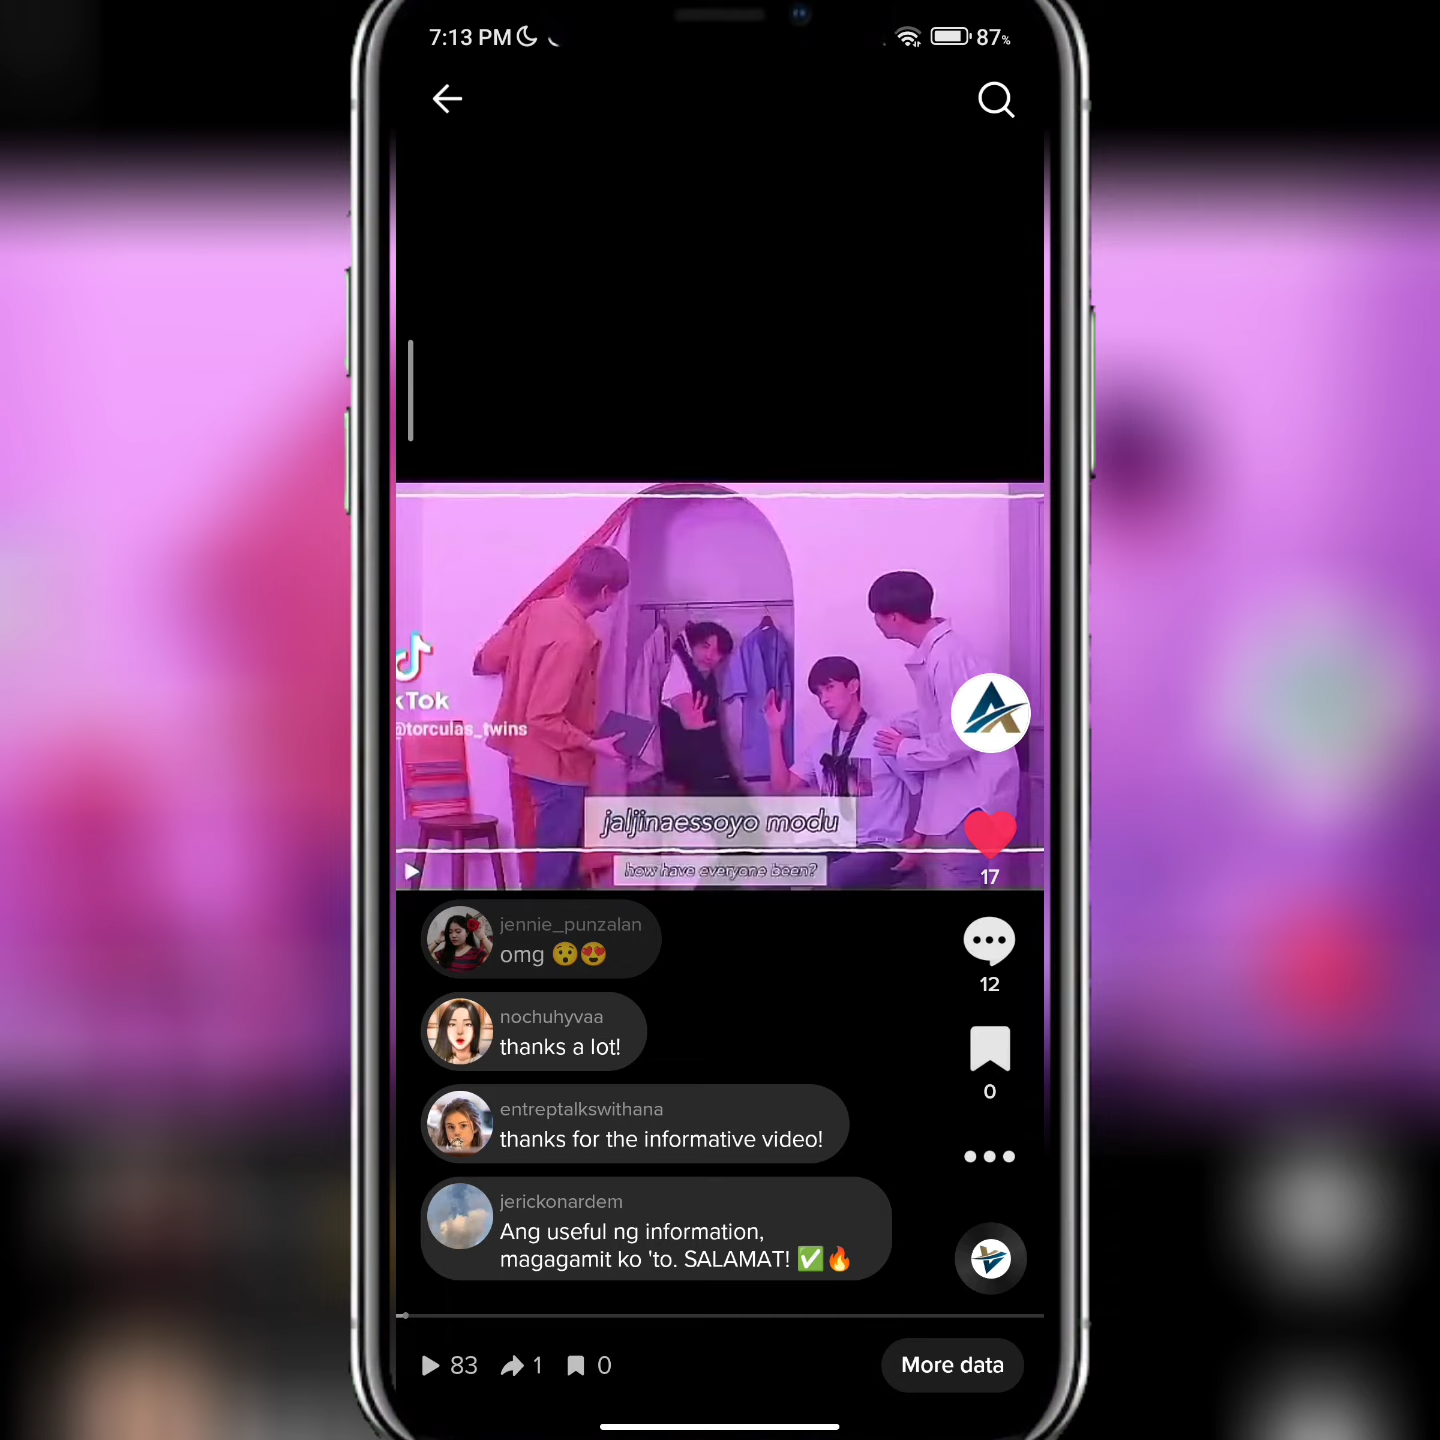 7:13 PM
87%
kTok
@torculas_twins
jaljinaessoyo modu
how have everyone been?
17
jennie_punzalan
omg 😯😍
12
nochuhyvaa
thanks a lot!
0
entreptalkswithana
thanks for the informative video!
jerickonardem
Ang useful ng information,
magagamit ko 'to. SALAMAT! ✅🔥
83 1 0
More data